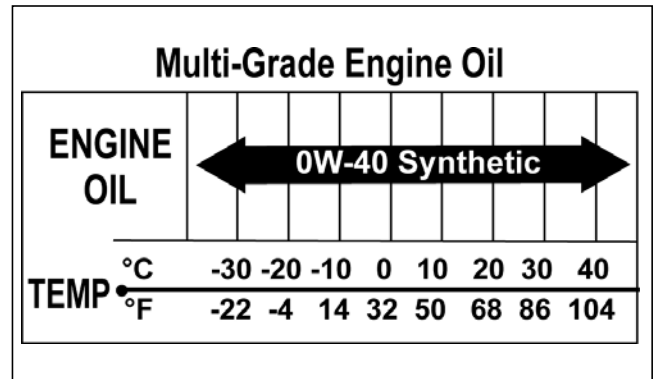 Multi-Grade Engine Oil
ENGINE
OIL
0W-40 Synthetic
TEMP
°C -30 -20 -10 0 10 20 30 40
°F -22 -4 14 32 50 68 86 104